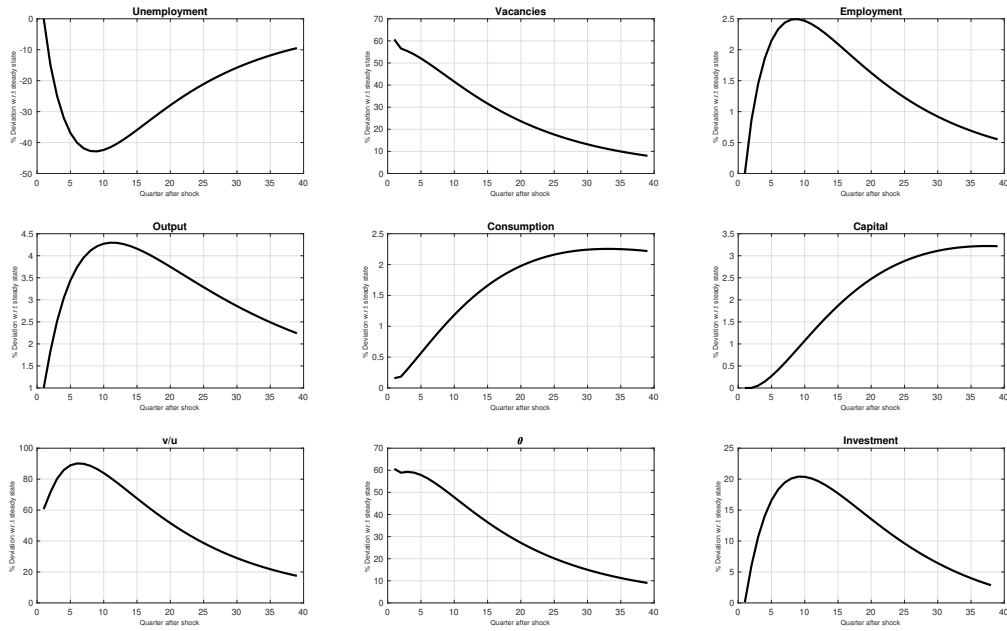 Unemployment
% Deviation w.r.t steady state
0
-10
-20
-30
-40
-50
0 5 10 15 20 25 30 35 40
Quarter after shock
Vacancies
% Deviation w.r.t steady state
70
60
50
40
30
20
10
0
0 5 10 15 20 25 30 35 40
Quarter after shock
Employment
% Deviation w.r.t steady state
2.5
2
1.5
1
0.5
0
0 5 10 15 20 25 30 35 40
Quarter after shock
Output
% Deviation w.r.t steady state
4.5
4
3.5
3
2.5
2
1.5
1
0 5 10 15 20 25 30 35 40
Quarter after shock
Consumption
% Deviation w.r.t steady state
2.5
2
1.5
1
0.5
0
0 5 10 15 20 25 30 35 40
Quarter after shock
Capital
% Deviation w.r.t steady state
3.5
3
2.5
2
1.5
1
0.5
0
0 5 10 15 20 25 30 35 40
Quarter after shock
v/u
% Deviation w.r.t steady state
100
80
60
40
20
0
0 5 10 15 20 25 30 35 40
Quarter after shock
θ
% Deviation w.r.t steady state
70
60
50
40
30
20
10
0
0 5 10 15 20 25 30 35 40
Quarter after shock
Investment
% Deviation w.r.t steady state
25
20
15
10
5
0
0 5 10 15 20 25 30 35 40
Quarter after shock